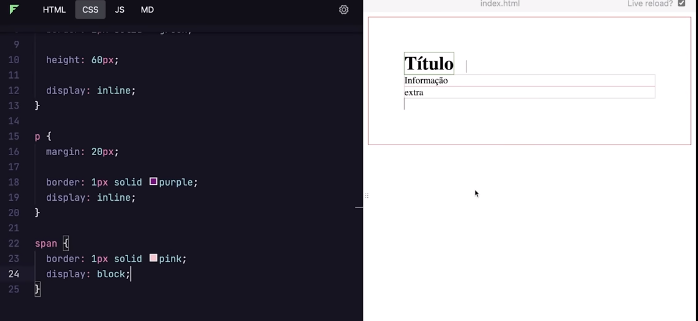 HTML CSS JS MD
index.html
Live reload?
9
10 height: 60px;
11
12 display: inline;
13 }
14
15 p {
16 margin: 20px;
17
18 border: 1px solid purple;
19 display: inline;
20 }
21
22 span {
23 border: 1px solid pink;
24 display: block;
25 }
Título
Informação
extra